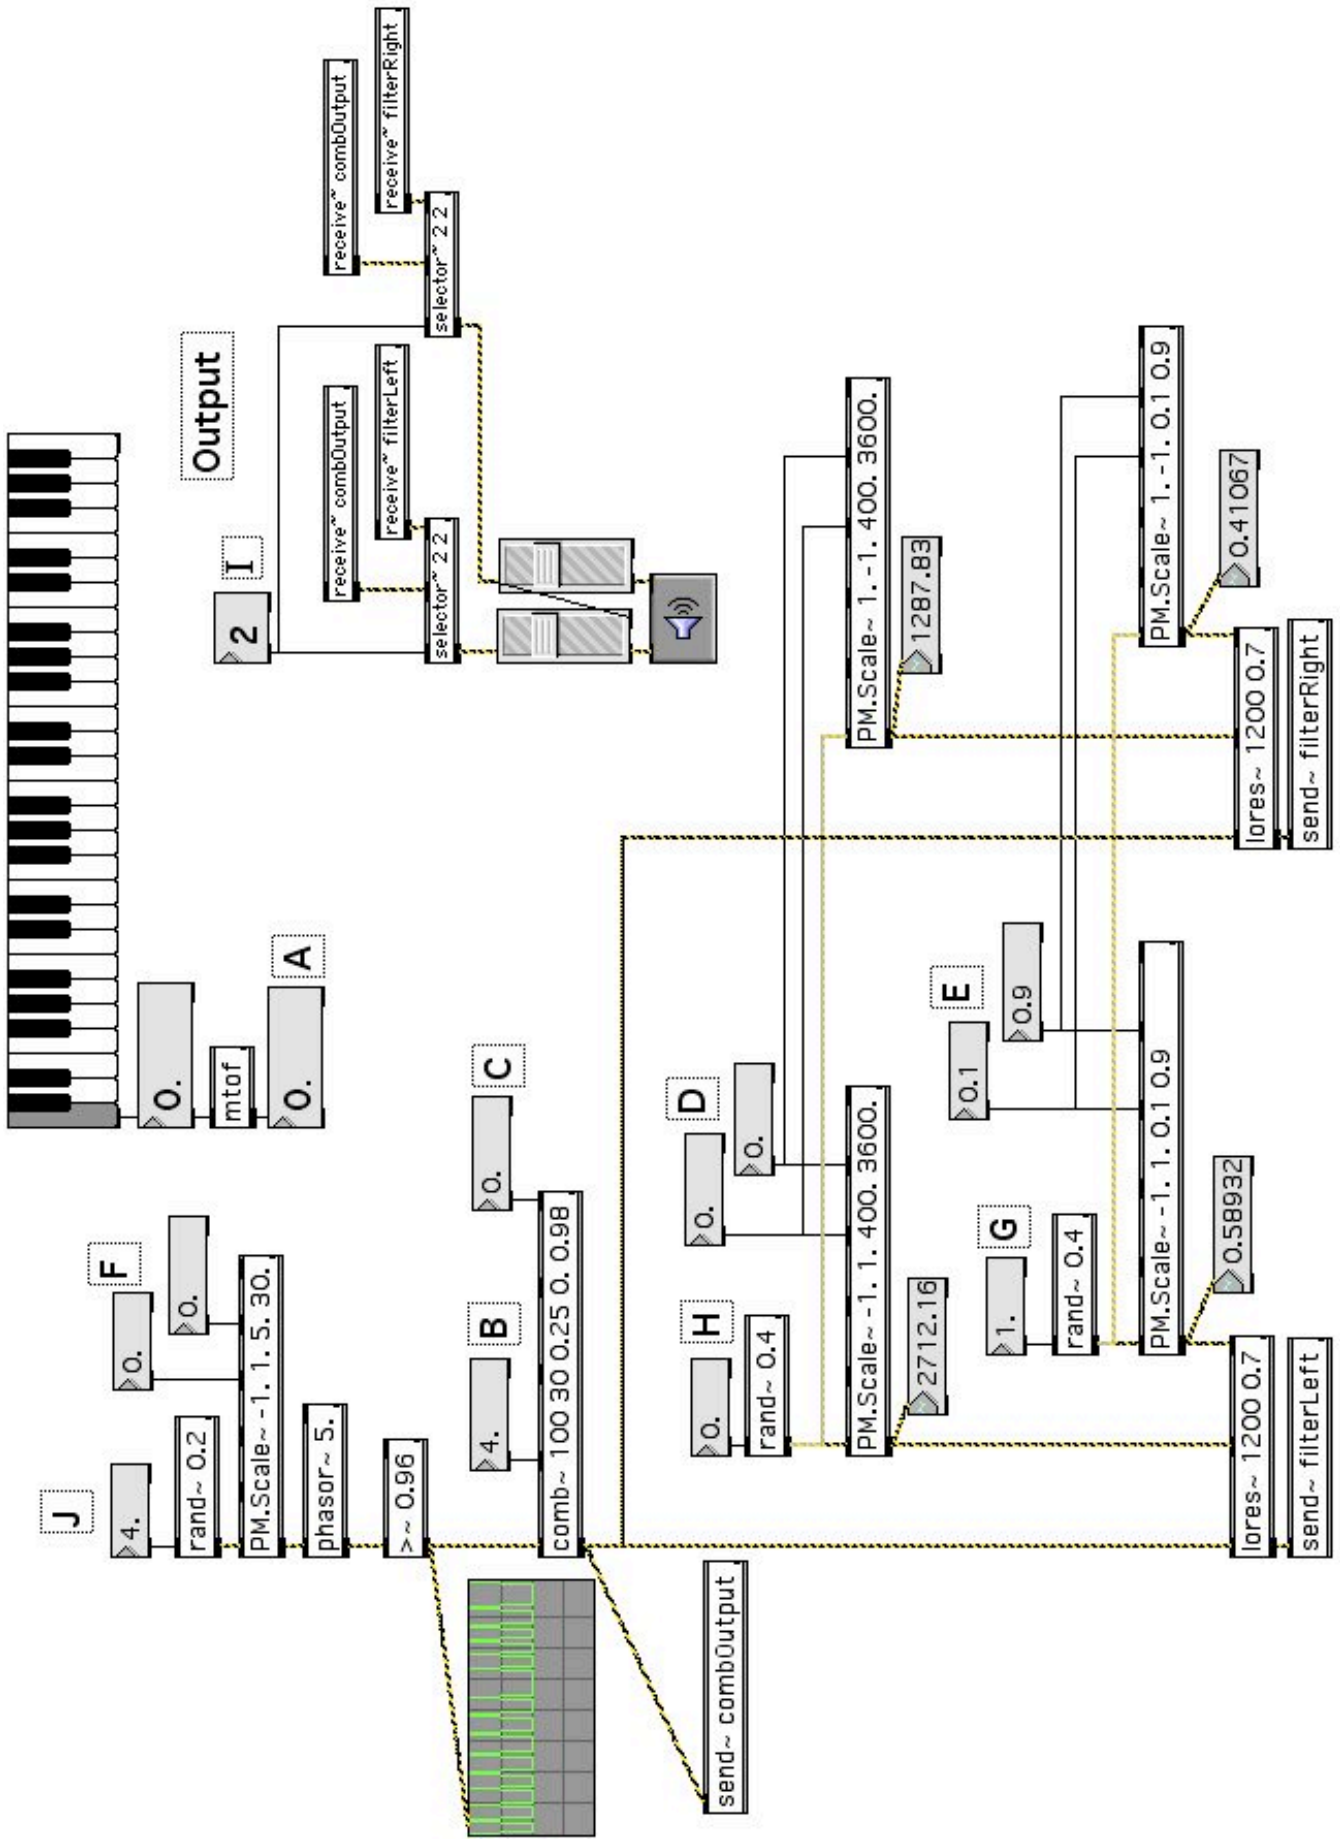 0.
mtof
0.
A
Output
2
I
receive~ combOutput
receive~ filterLeft
selector~ 2 2
receive~ combOutput
receive~ filterRight
selector~ 2 2
J
4.
rand~ 0.2
F
0.
0.
PM.Scale~ -1. 1. 5. 30.
phasor~ 5.
>~ 0.96
B
4.
C
0.
comb~ 100 30 0.25 0. 0.98
send~ combOutput
H
0.
rand~ 0.4
D
0.
0.
PM.Scale~ -1. 1. 400. 3600.
2712.16
PM.Scale~ 1. -1. 400. 3600.
1287.83
G
1.
rand~ 0.4
E
0.1
0.9
PM.Scale~ -1. 1. 0.1 0.9
0.58932
PM.Scale~ 1. -1. 0.1 0.9
0.41067
lores~ 1200 0.7
send~ filterLeft
lores~ 1200 0.7
send~ filterRight